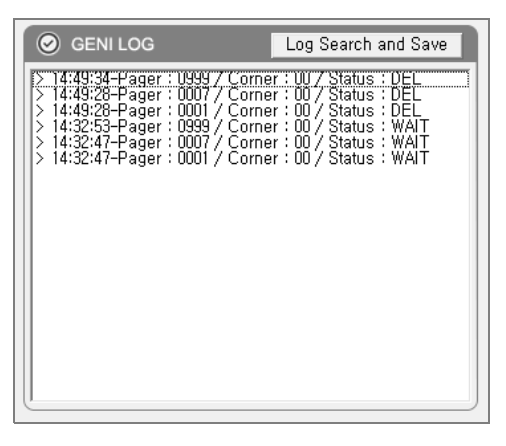 GENI LOG
Log Search and Save
> 14:49:34-Pager : 0999 / Corner : 00 / Status : DEL
> 14:49:28-Pager : 0007 / Corner : 00 / Status : DEL
> 14:49:28-Pager : 0001 / Corner : 00 / Status : DEL
> 14:32:53-Pager : 0999 / Corner : 00 / Status : WAIT
> 14:32:47-Pager : 0007 / Corner : 00 / Status : WAIT
> 14:32:47-Pager : 0001 / Corner : 00 / Status : WAIT